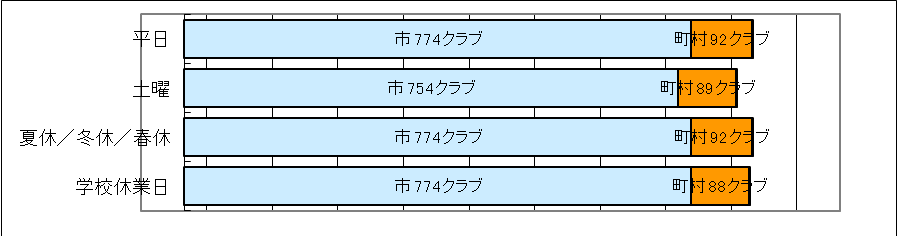 平日 市774クラブ 町村92クラブ
土曜 市754クラブ 町村89クラブ
夏休／冬休／春休 市774クラブ 町村92クラブ
学校休業日 市774クラブ 町村88クラブ